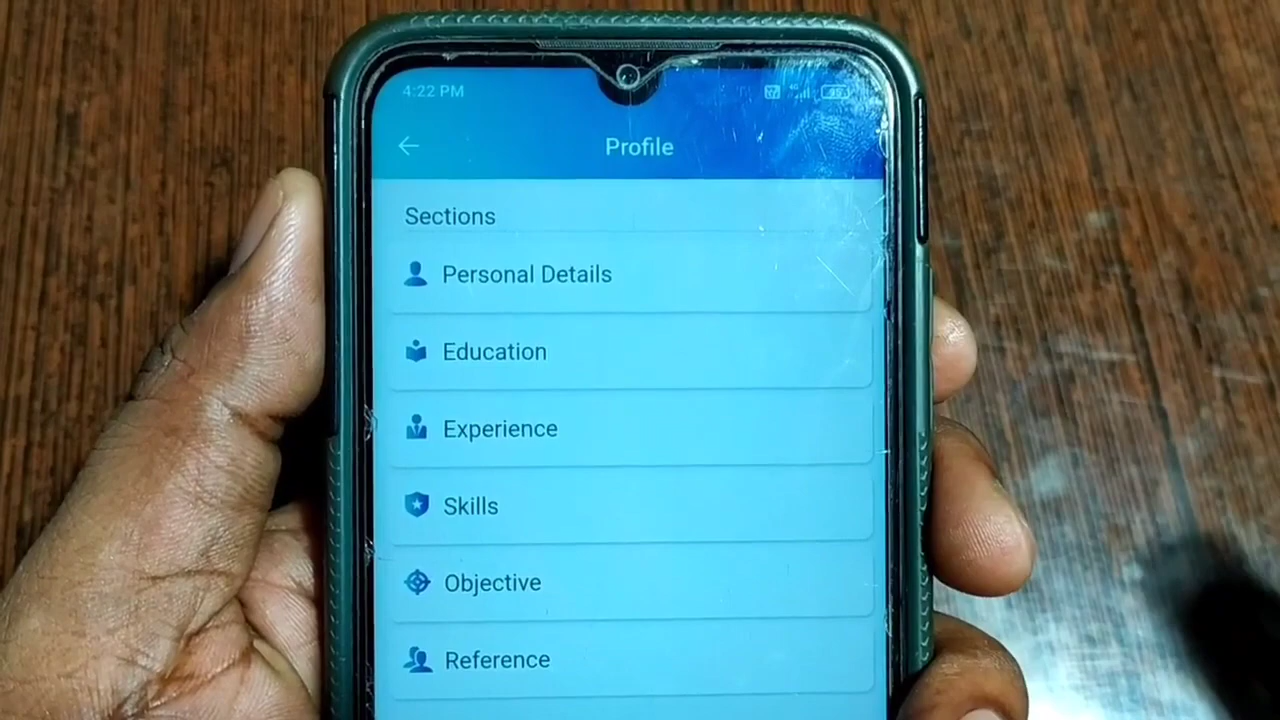 4:22 PM
Profile
Sections
Personal Details
Education
Experience
Skills
Objective
Reference